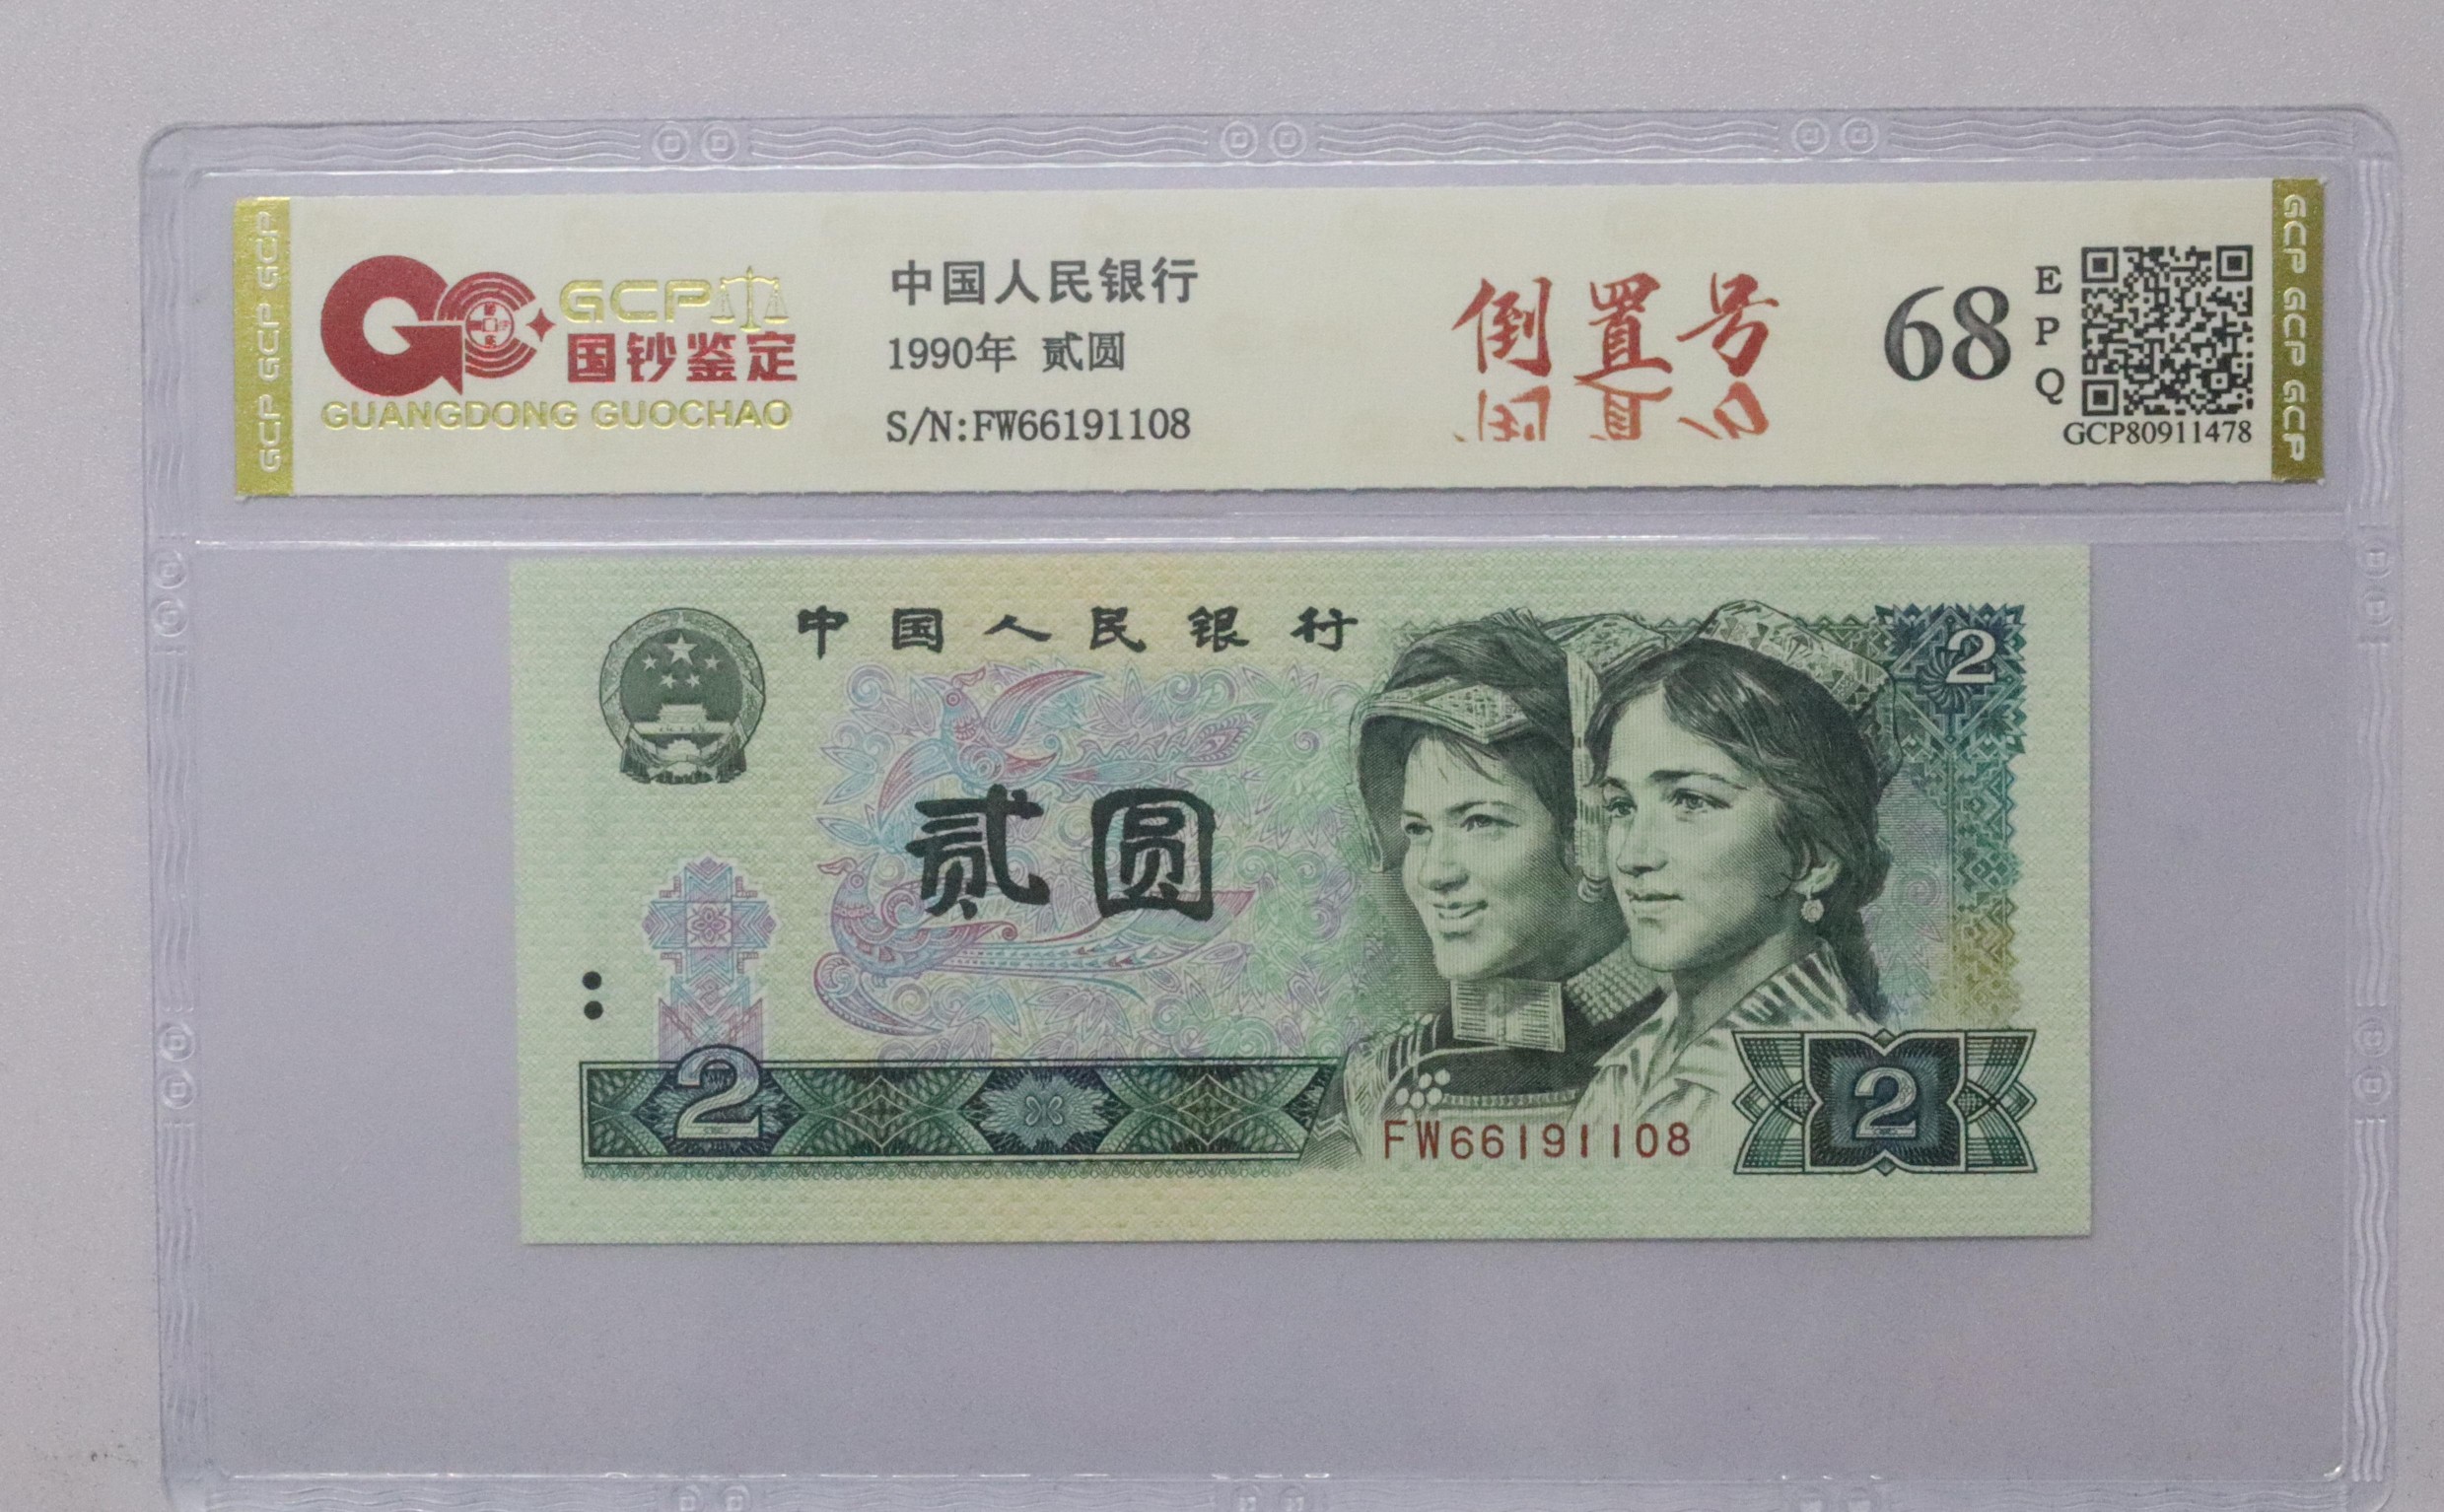 GCP GCP GCP
GCP
国钞鉴定
GUANGDONG GUOCHAO
中国人民银行
1990年 贰圆
S/N:FW66191108
倒置号
68
E
P
Q
GCP80911478
GCP GCP GCP
中国人民银行
2
贰圆
2
2
FW66191108